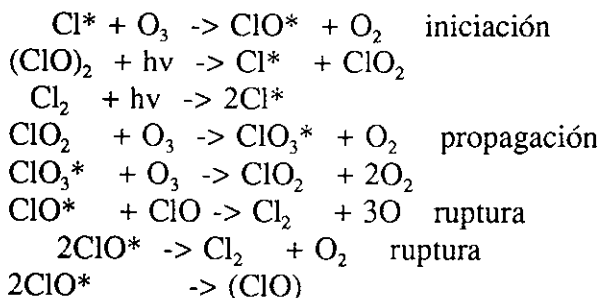 Cl* + O₃ -> ClO* + O₂ iniciación
(ClO)₂ + hv -> Cl* + ClO₂
Cl₂ + hv -> 2Cl*
ClO₂ + O₃ -> ClO₃* + O₂ propagación
ClO₃* + O₃ -> ClO₂ + 2O₂
ClO* + ClO -> Cl₂ + 3O ruptura
2ClO* -> Cl₂ + O₂ ruptura
2ClO* -> (ClO)